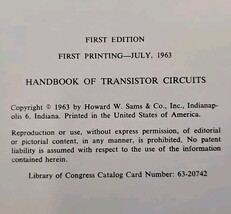 FIRST EDITION
FIRST PRINTING—JULY, 1963
HANDBOOK OF TRANSISTOR CIRCUITS
Copyright © 1963 by Howard W. Sams & Co., Inc., Indianap-
olis 6, Indiana. Printed in the United States of America.
Reproduction or use, without express permission, of editorial
or pictorial content, in any manner, is prohibited. No patent
liability is assumed with respect to the use of the information
contained herein.
Library of Congress Catalog Card Number: 63-20742